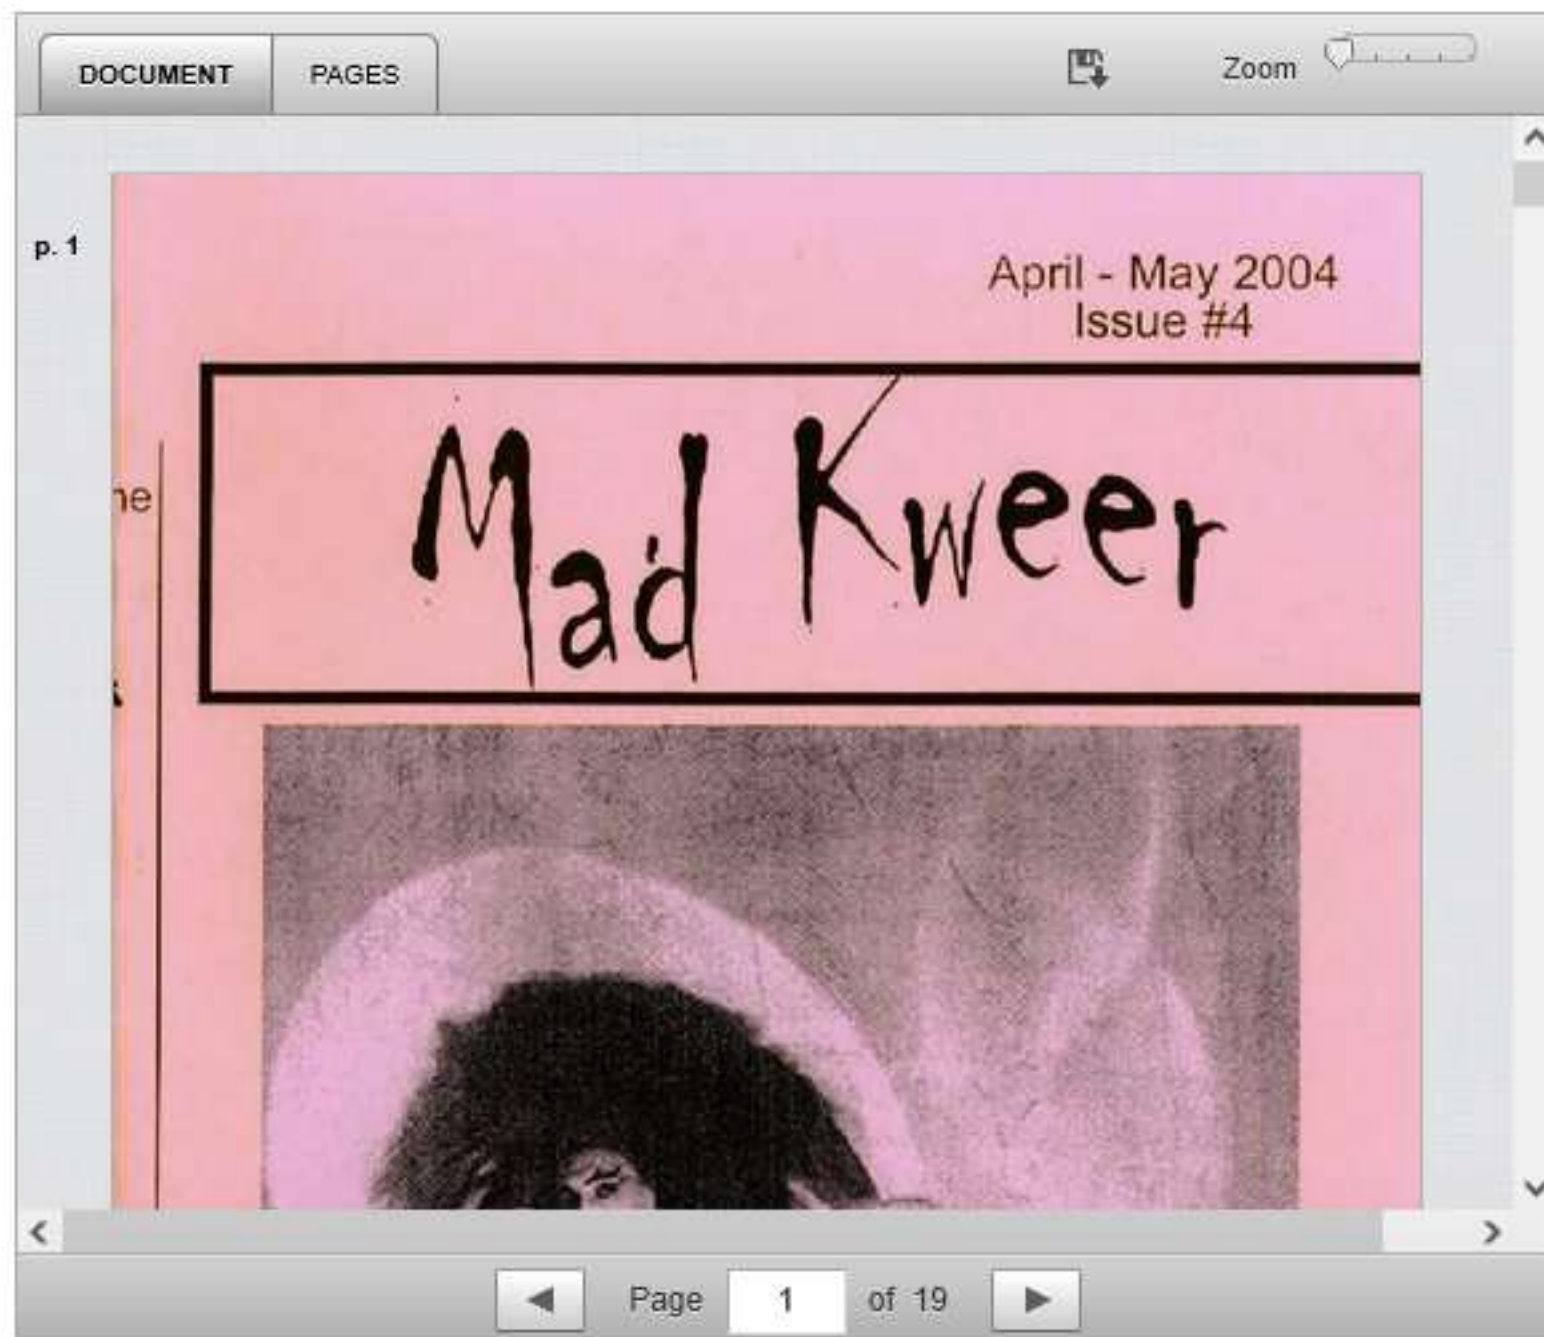 DOCUMENT PAGES Zoom
p. 1
April - May 2004
Issue #4
Mad Kweer
Page 1 of 19